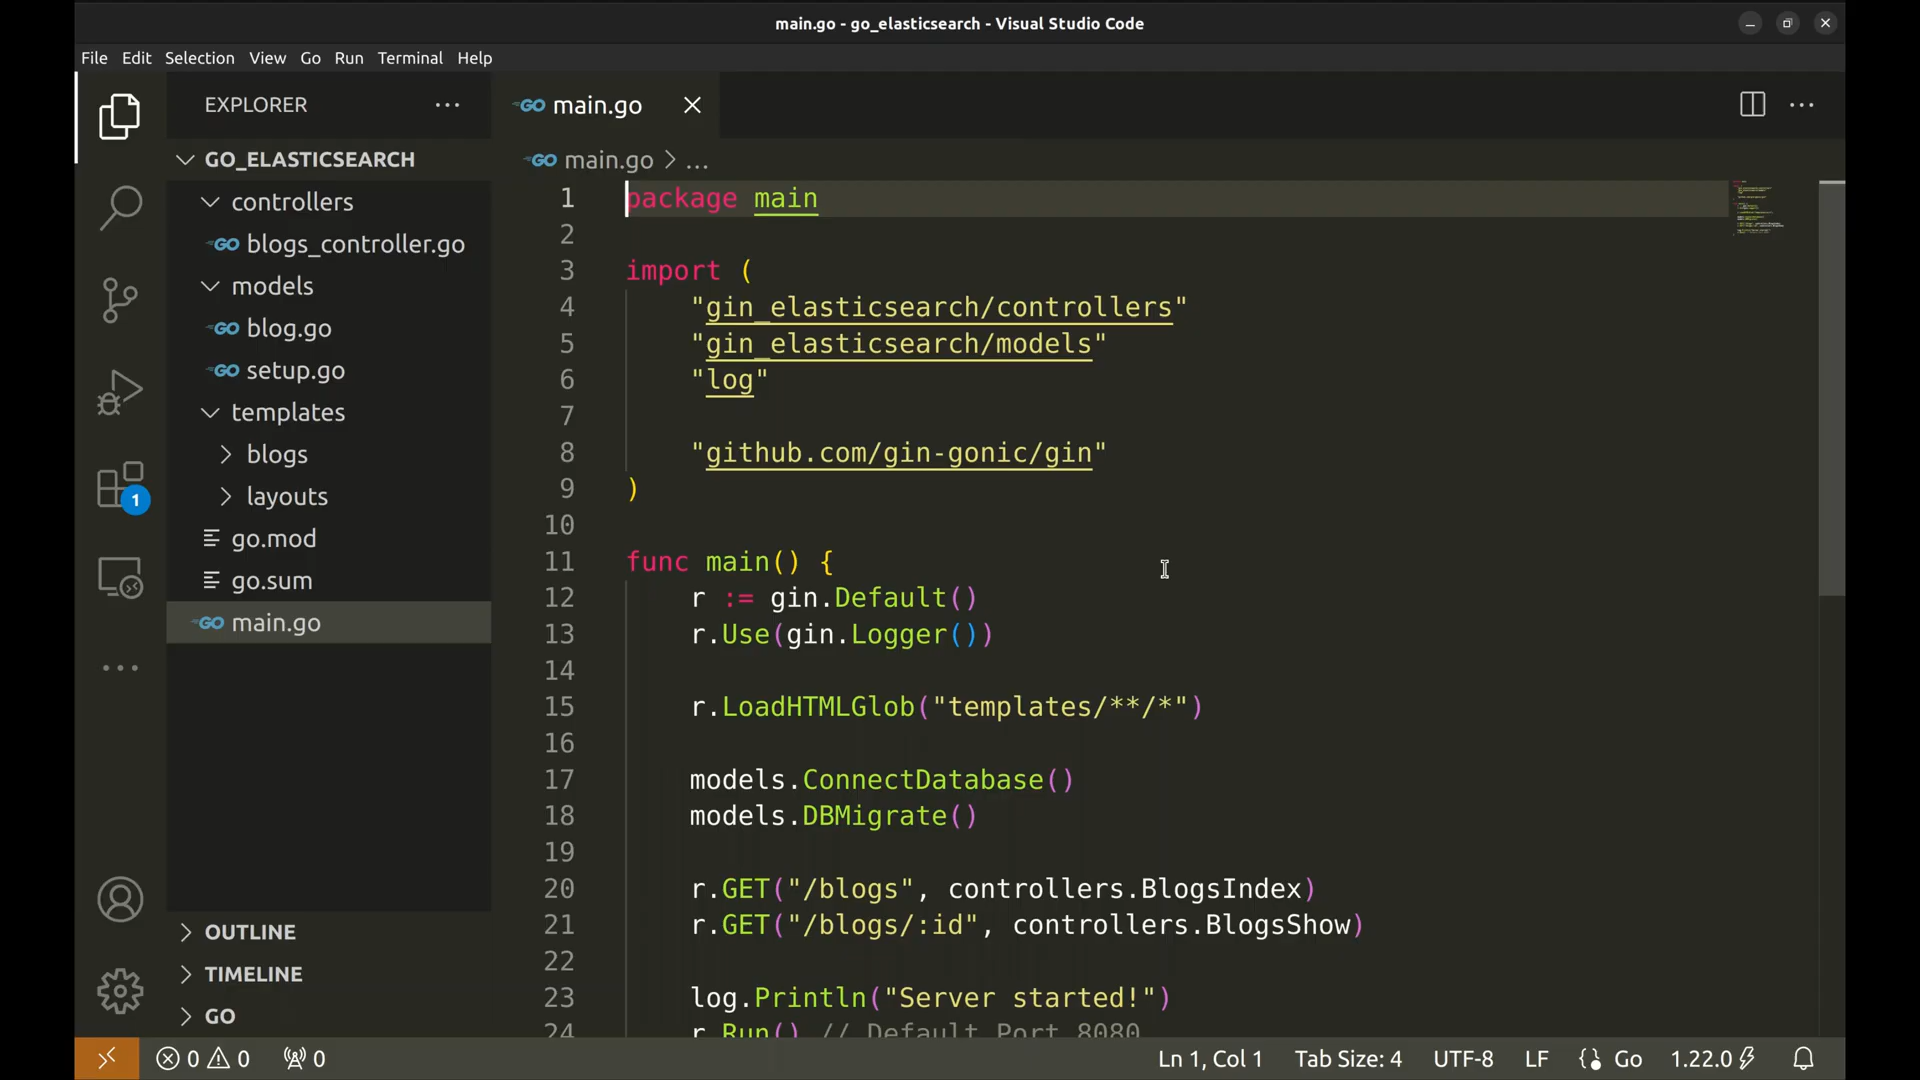 main.go - go_elasticsearch - Visual Studio Code
File Edit Selection View Go Run Terminal Help
EXPLORER
GO_ELASTICSEARCH
controllers
GO blogs_controller.go
models
GO blog.go
GO setup.go
templates
blogs
layouts
go.mod
go.sum
GO main.go
OUTLINE
TIMELINE
GO
1
GO main.go
GO main.go > ...
1 package main
2
3 import (
4 "gin_elasticsearch/controllers"
5 "gin_elasticsearch/models"
6 "log"
7
8 "github.com/gin-gonic/gin"
9 )
10
11 func main() {
12 r := gin.Default()
13 r.Use(gin.Logger())
14
15 r.LoadHTMLGlob("templates/**/*")
16
17 models.ConnectDatabase()
18 models.DBMigrate()
19
20 r.GET("/blogs", controllers.BlogsIndex)
21 r.GET("/blogs/:id", controllers.BlogsShow)
22
23 log.Println("Server started!")
24 r.Run() // Default Port 8080
0 0 0 Ln 1, Col 1 Tab Size: 4 UTF-8 LF Go 1.22.0